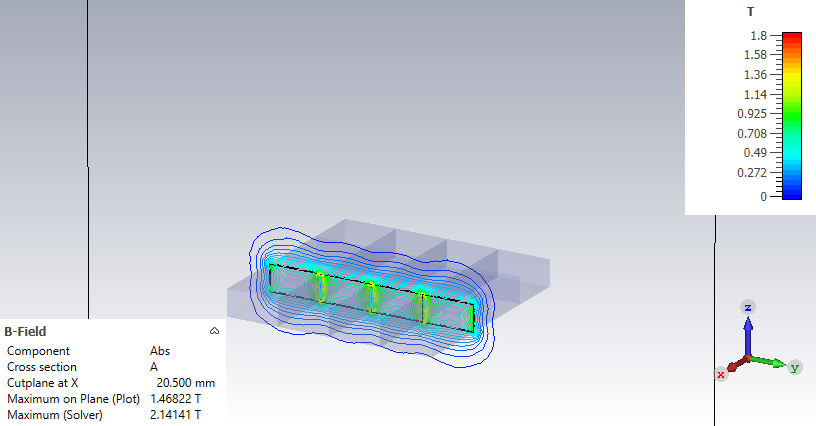 T
1.8
1.58
1.36
1.14
0.925
0.708
0.49
0.272
0
z
x
y
B-Field
Component Abs
Cross section A
Cutplane at X 20.500 mm
Maximum on Plane (Plot) 1.46822 T
Maximum (Solver) 2.14141 T